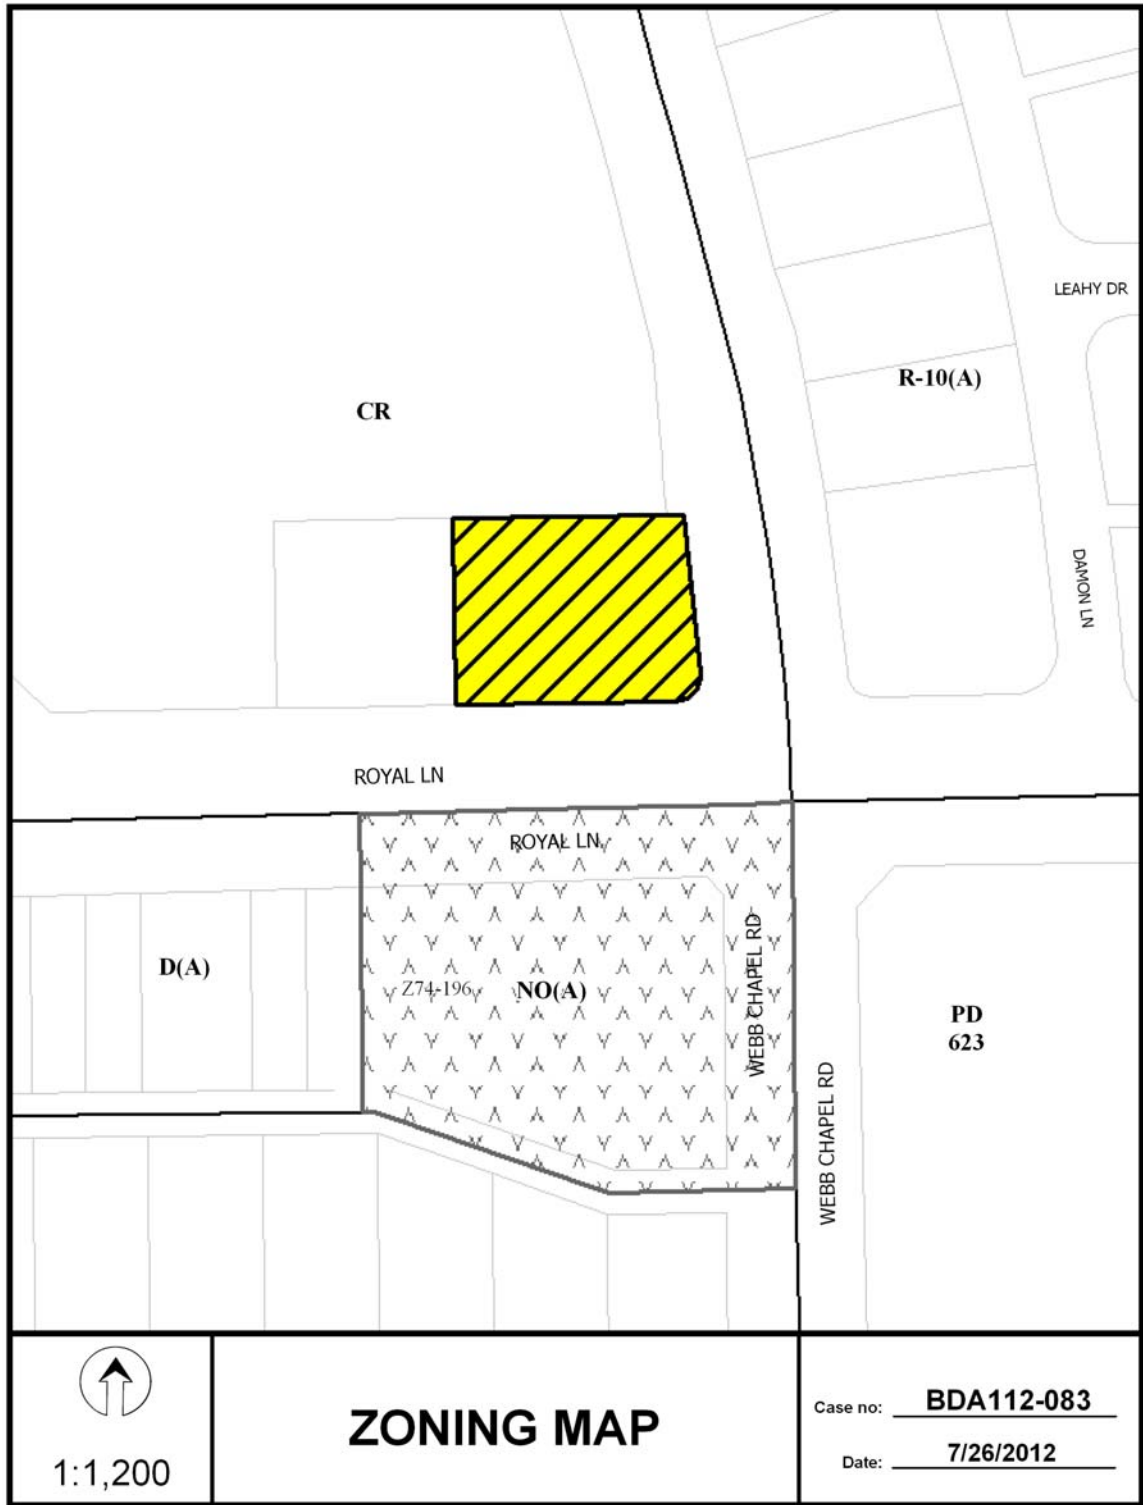 LEAHY DR
R-10(A)
CR
DAMON LN
ROYAL LN
ROYAL LN
WEBB CHAPEL RD
D(A)
Z74-196
NO(A)
PD
623
WEBB CHAPEL RD
1:1,200
ZONING MAP
Case no: BDA112-083
Date: 7/26/2012